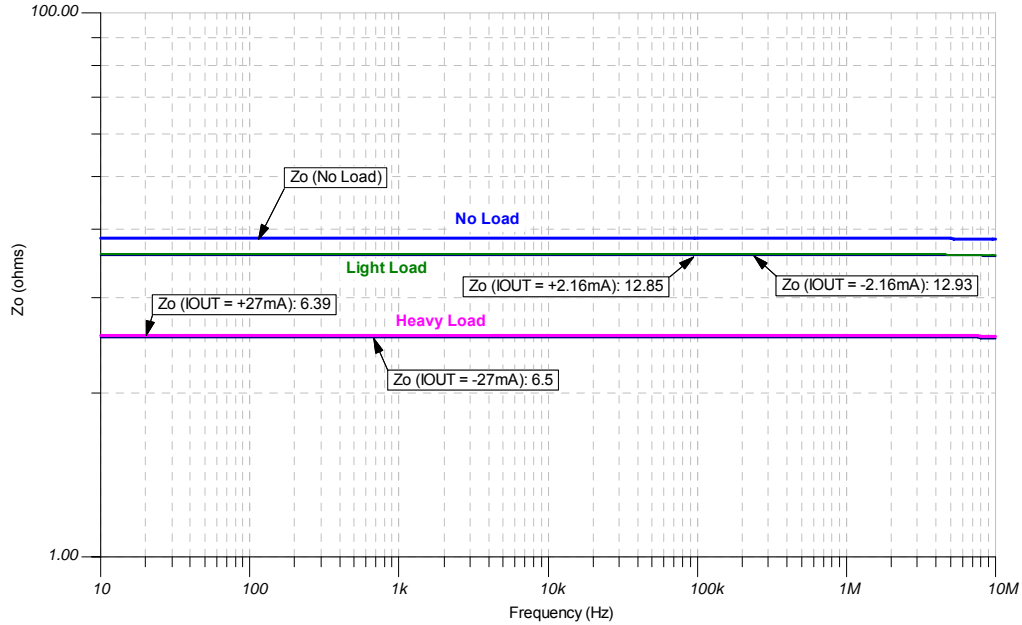 100.00
Zo (No Load)
No Load
Light Load
Zo (IOUT = +2.16mA): 12.85
Zo (IOUT = -2.16mA): 12.93
Zo (IOUT = +27mA): 6.39
Heavy Load
Zo (IOUT = -27mA): 6.5
Zo (ohms)
1.00
10 100 1k 10k 100k 1M 10M
Frequency (Hz)